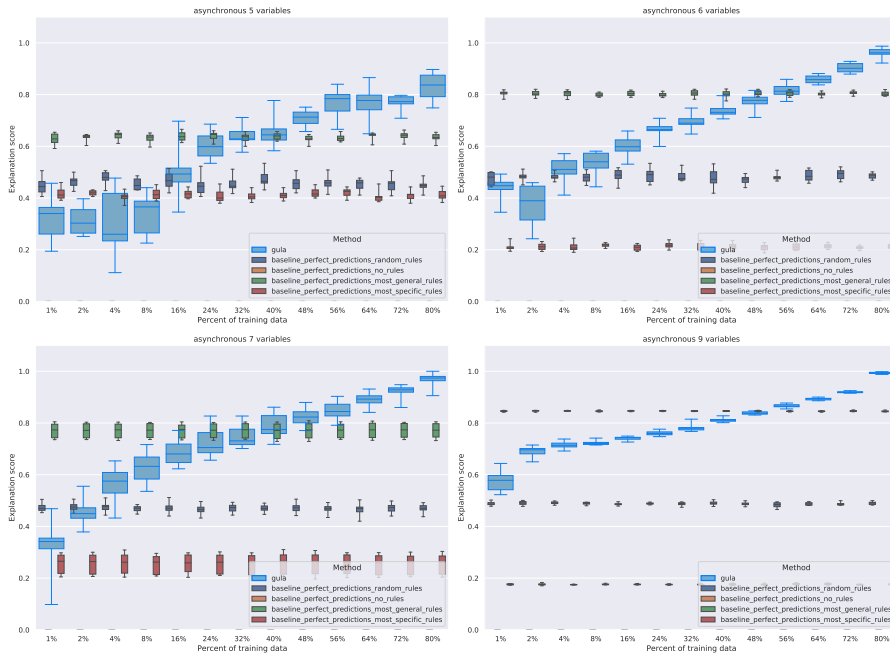 asynchronous 5 variables
1.0
0.8
0.6
0.4
0.2
0.0
Explanation score
1% 2% 4% 8% 16% 24% 32% 40% 48% 56% 64% 72% 80%
Percent of training data
Method
gula
baseline_perfect_predictions_random_rules
baseline_perfect_predictions_no_rules
baseline_perfect_predictions_most_general_rules
baseline_perfect_predictions_most_specific_rules
asynchronous 6 variables
1.0
0.8
0.6
0.4
0.2
0.0
Explanation score
1% 2% 4% 8% 16% 24% 32% 40% 48% 56% 64% 72% 80%
Percent of training data
Method
gula
baseline_perfect_predictions_random_rules
baseline_perfect_predictions_no_rules
baseline_perfect_predictions_most_general_rules
baseline_perfect_predictions_most_specific_rules
asynchronous 7 variables
1.0
0.8
0.6
0.4
0.2
0.0
Explanation score
1% 2% 4% 8% 16% 24% 32% 40% 48% 56% 64% 72% 80%
Percent of training data
Method
gula
baseline_perfect_predictions_random_rules
baseline_perfect_predictions_no_rules
baseline_perfect_predictions_most_general_rules
baseline_perfect_predictions_most_specific_rules
asynchronous 9 variables
1.0
0.8
0.6
0.4
0.2
0.0
Explanation score
1% 2% 4% 8% 16% 24% 32% 40% 48% 56% 64% 72% 80%
Percent of training data
Method
gula
baseline_perfect_predictions_random_rules
baseline_perfect_predictions_no_rules
baseline_perfect_predictions_most_general_rules
baseline_perfect_predictions_most_specific_rules